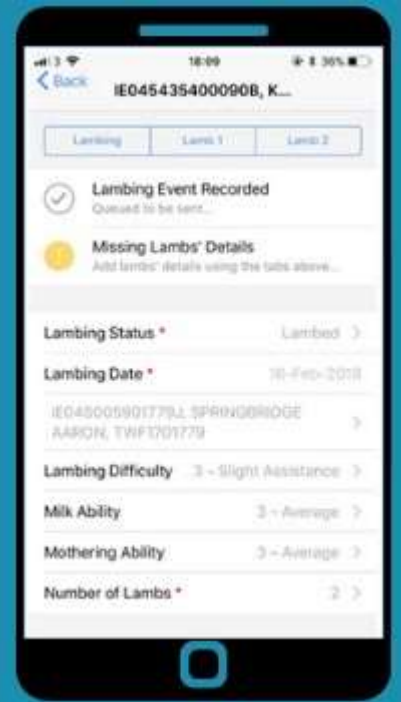 18:09
36%
Back
IE045435400090B, K...
Lambing Lamb 1 Lamb 2
Lambing Event Recorded
Queued to be sent...
Missing Lambs' Details
Add lambs' details using the tabs above...
Lambing Status * Lambed
Lambing Date * 16-Feb-2018
IE045005901779J, SPRINGBRIDGE
AARON, TWF1701779
Lambing Difficulty 3 - Slight Assistance
Milk Ability 3 - Average
Mothering Ability 3 - Average
Number of Lambs * 2